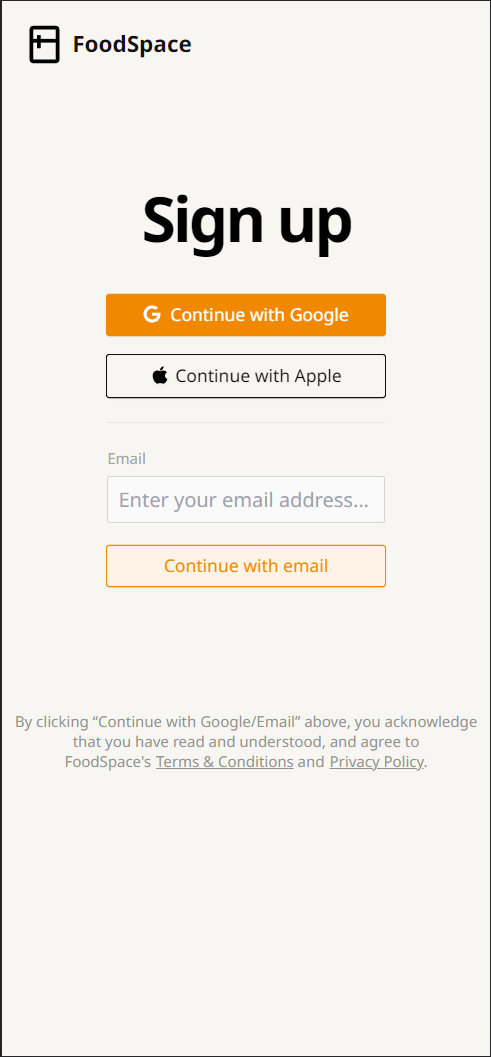 FoodSpace
Sign up
Continue with Google
Continue with Apple
Email
Enter your email address...
Continue with email
By clicking “Continue with Google/Email” above, you acknowledge
that you have read and understood, and agree to
FoodSpace's Terms & Conditions and Privacy Policy.